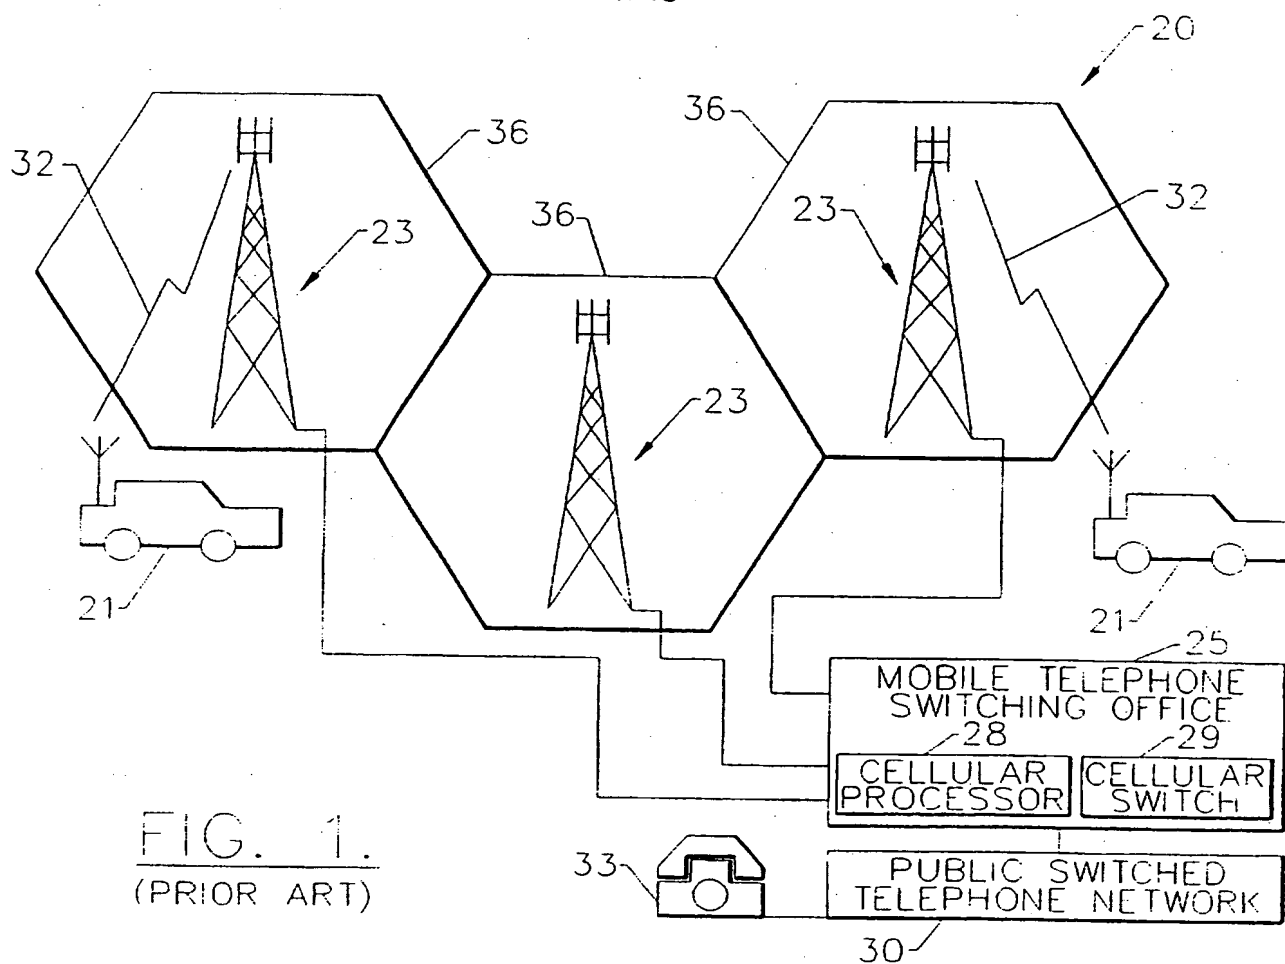 20
36
36
32
23
36
23
32
23
21
21
25
MOBILE TELEPHONE
SWITCHING OFFICE
28
29
CELLULAR
PROCESSOR
CELLULAR
SWITCH
FIG. 1.
(PRIOR ART)
33
PUBLIC SWITCHED
TELEPHONE NETWORK
30